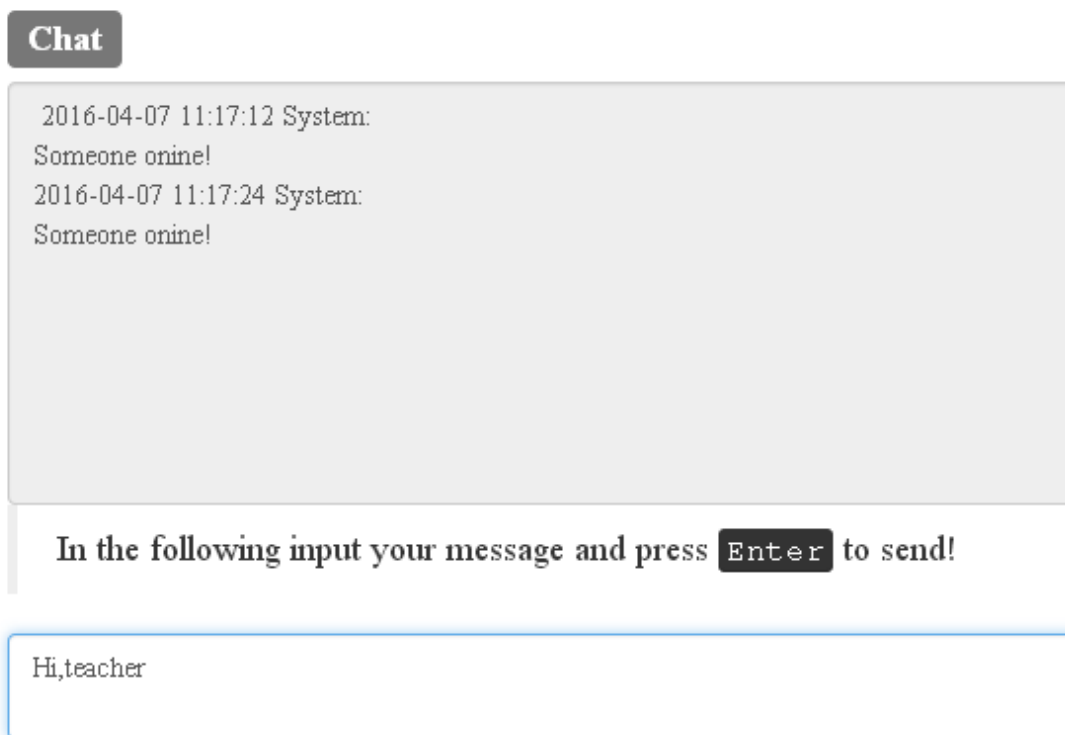 Chat
2016-04-07 11:17:12 System:
Someone onine!
2016-04-07 11:17:24 System:
Someone onine!
In the following input your message and press Enter to send!
Hi,teacher